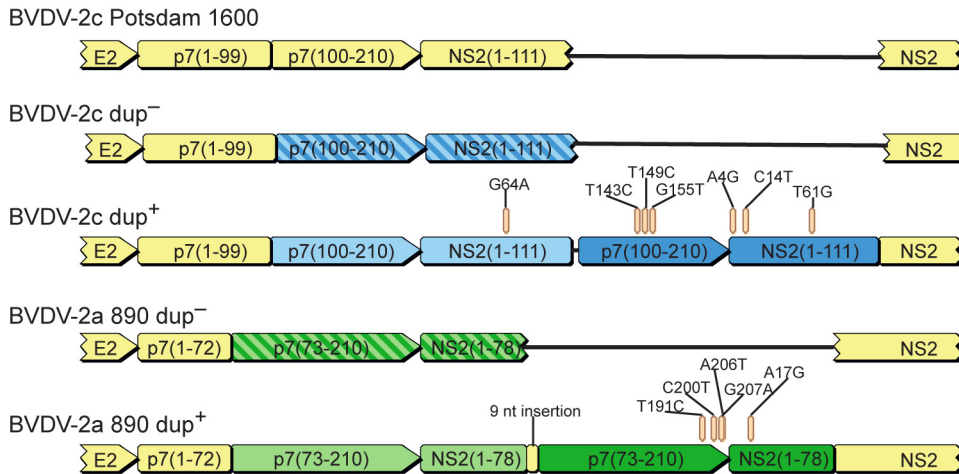 BVDV-2c Potsdam 1600
E2 p7(1-99) p7(100-210) NS2(1-111) NS2
BVDV-2c dup⁻
E2 p7(1-99) p7(100-210) NS2(1-111) NS2
T149C A4G C14T
G64A T143C G155T T61G
BVDV-2c dup⁺
E2 p7(1-99) p7(100-210) NS2(1-111) p7(100-210) NS2(1-111) NS2
BVDV-2a 890 dup⁻
E2 p7(1-72) p7(73-210) NS2(1-78) NS2
A206T A17G
C200T G207A
9 nt insertion T191C
BVDV-2a 890 dup⁺
E2 p7(1-72) p7(73-210) NS2(1-78) p7(73-210) NS2(1-78) NS2